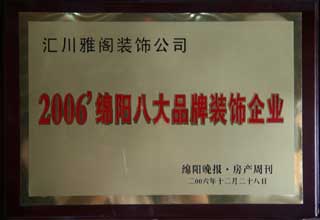 汇川雅阁装饰公司
2006'绵阳八大品牌装饰企业
绵阳晚报·房产周刊
二00六年十二月二十八日